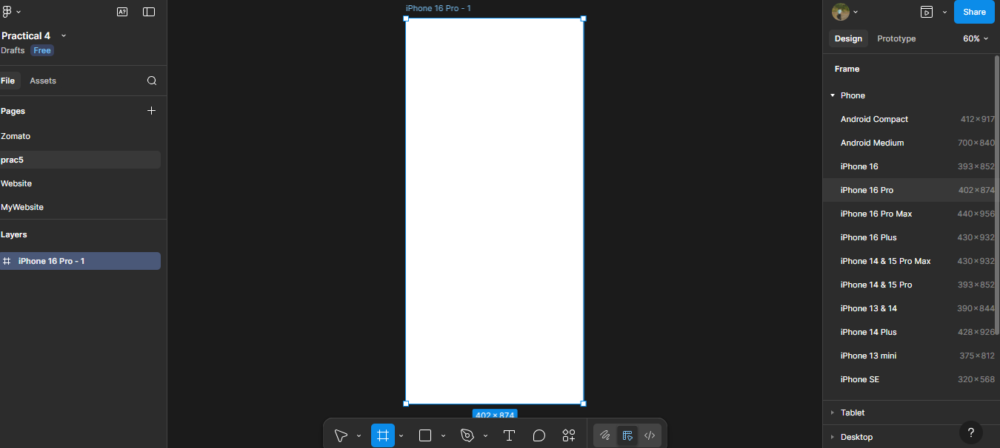 A?
Practical 4
Drafts Free
File Assets
Pages
Zomato
prac5
Website
MyWebsite
Layers
iPhone 16 Pro - 1
iPhone 16 Pro - 1
402 × 874
Share
Design Prototype 60%
Frame
Phone
Android Compact 412×917
Android Medium 700×840
iPhone 16 393×852
iPhone 16 Pro 402×874
iPhone 16 Pro Max 440×956
iPhone 16 Plus 430×932
iPhone 14 & 15 Pro Max 430×932
iPhone 14 & 15 Pro 393×852
iPhone 13 & 14 390×844
iPhone 14 Plus 428×926
iPhone 13 mini 375×812
iPhone SE 320×568
Tablet
Desktop
?